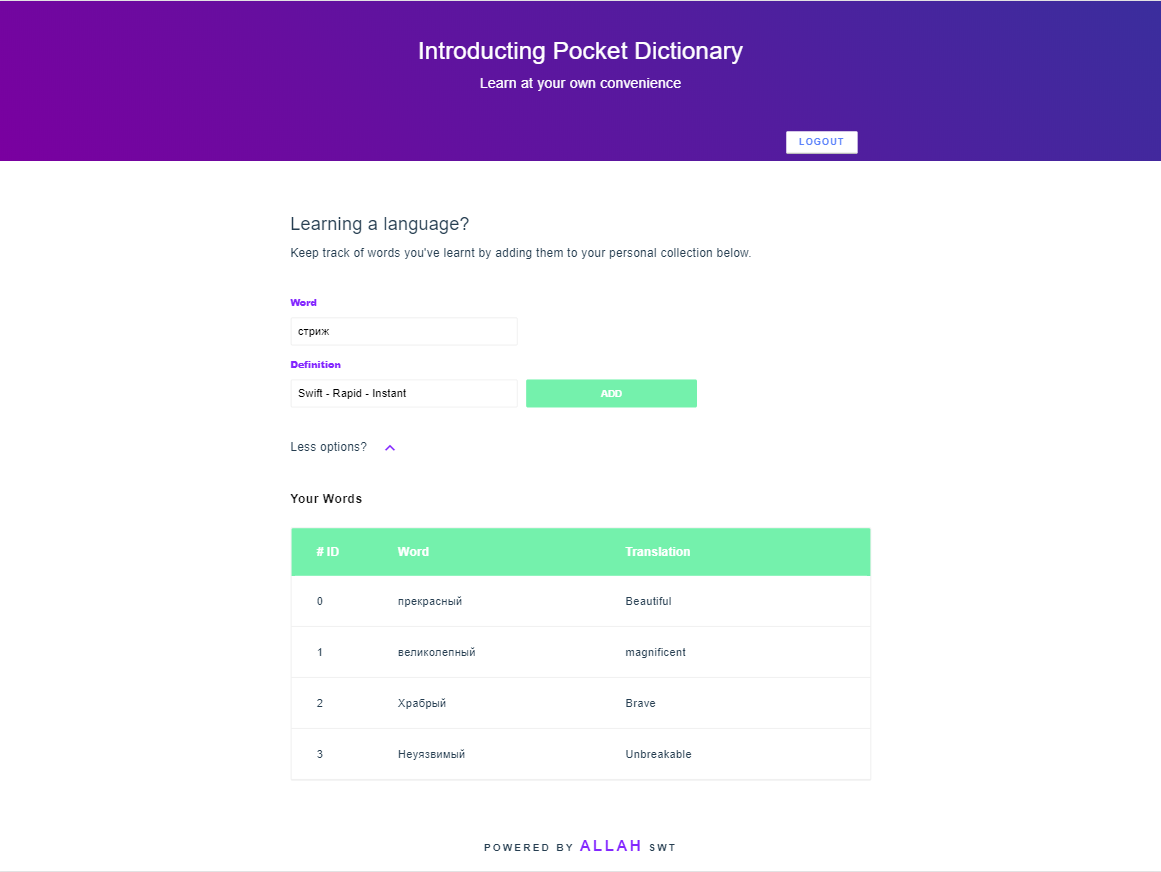 Introducting Pocket Dictionary
Learn at your own convenience
LOGOUT
Learning a language?
Keep track of words you've learnt by adding them to your personal collection below.
Word
стриж
Definition
Swift - Rapid - Instant
ADD
Less options?
Your Words
# ID Word Translation
0 прекрасный Beautiful
1 великолепный magnificent
2 Храбрый Brave
3 Неуязвимый Unbreakable
POWERED BY ALLAH SWT